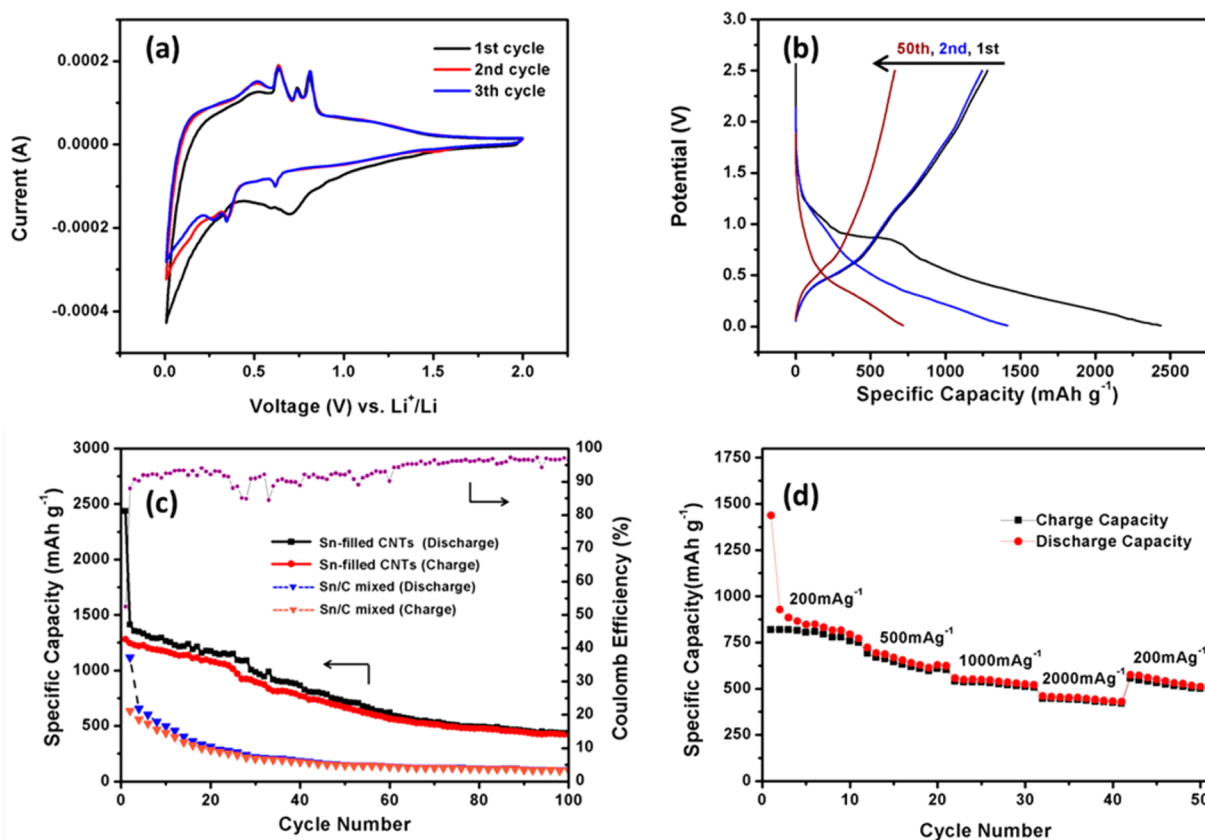 (a)
1st cycle
2nd cycle
3th cycle
0.0002
0.0000
-0.0002
-0.0004
Current (A)
0.0 0.5 1.0 1.5 2.0
Voltage (V) vs. Li⁺/Li
(b)
50th, 2nd, 1st
3.0
2.5
2.0
1.5
1.0
0.5
0.0
Potential (V)
0 500 1000 1500 2000 2500
Specific Capacity (mAh g⁻¹)
(c)
3000
2500
2000
1500
1000
500
0
Specific Capacity (mAh g⁻¹)
Sn-filled CNTs (Discharge)
Sn-filled CNTs (Charge)
Sn/C mixed (Discharge)
Sn/C mixed (Charge)
100
90
80
70
60
50
40
30
20
10
0
Coulomb Efficiency (%)
0 20 40 60 80 100
Cycle Number
(d)
Charge Capacity
Discharge Capacity
1750
1500
1250
1000
750
500
250
0
Specific Capacity(mAh g⁻¹)
200mAg⁻¹
500mAg⁻¹
1000mAg⁻¹
2000mAg⁻¹
200mAg⁻¹
0 10 20 30 40 50
Cycle Number